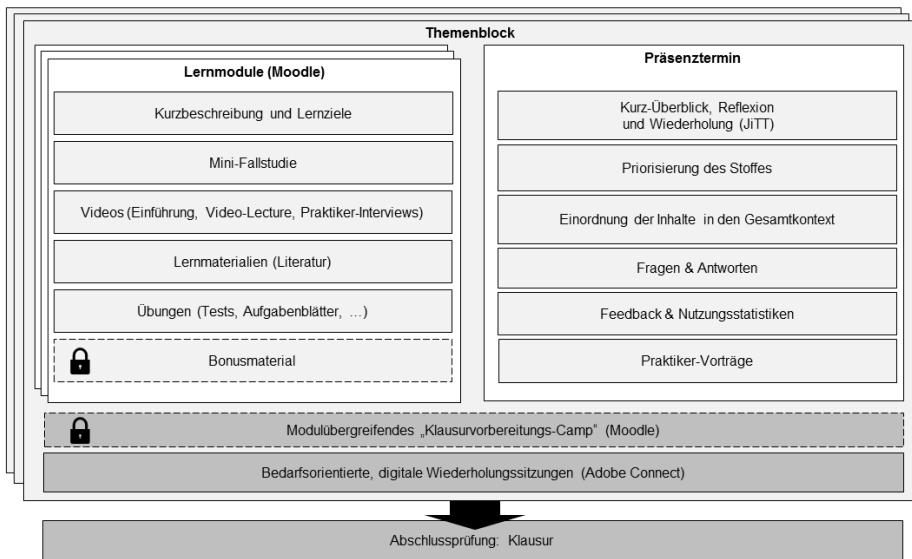 Themenblock
Lernmodule (Moodle)
Kurzbeschreibung und Lernziele
Mini-Fallstudie
Videos (Einführung, Video-Lecture, Praktiker-Interviews)
Lernmaterialien (Literatur)
Übungen (Tests, Aufgabenblätter, …)
Bonusmaterial
Präsenztermin
Kurz-Überblick, Reflexion
und Wiederholung (JiTT)
Priorisierung des Stoffes
Einordnung der Inhalte in den Gesamtkontext
Fragen & Antworten
Feedback & Nutzungsstatistiken
Praktiker-Vorträge
Modulübergreifendes „Klausurvorbereitungs-Camp“ (Moodle)
Bedarfsorientierte, digitale Wiederholungssitzungen (Adobe Connect)
Abschlussprüfung: Klausur